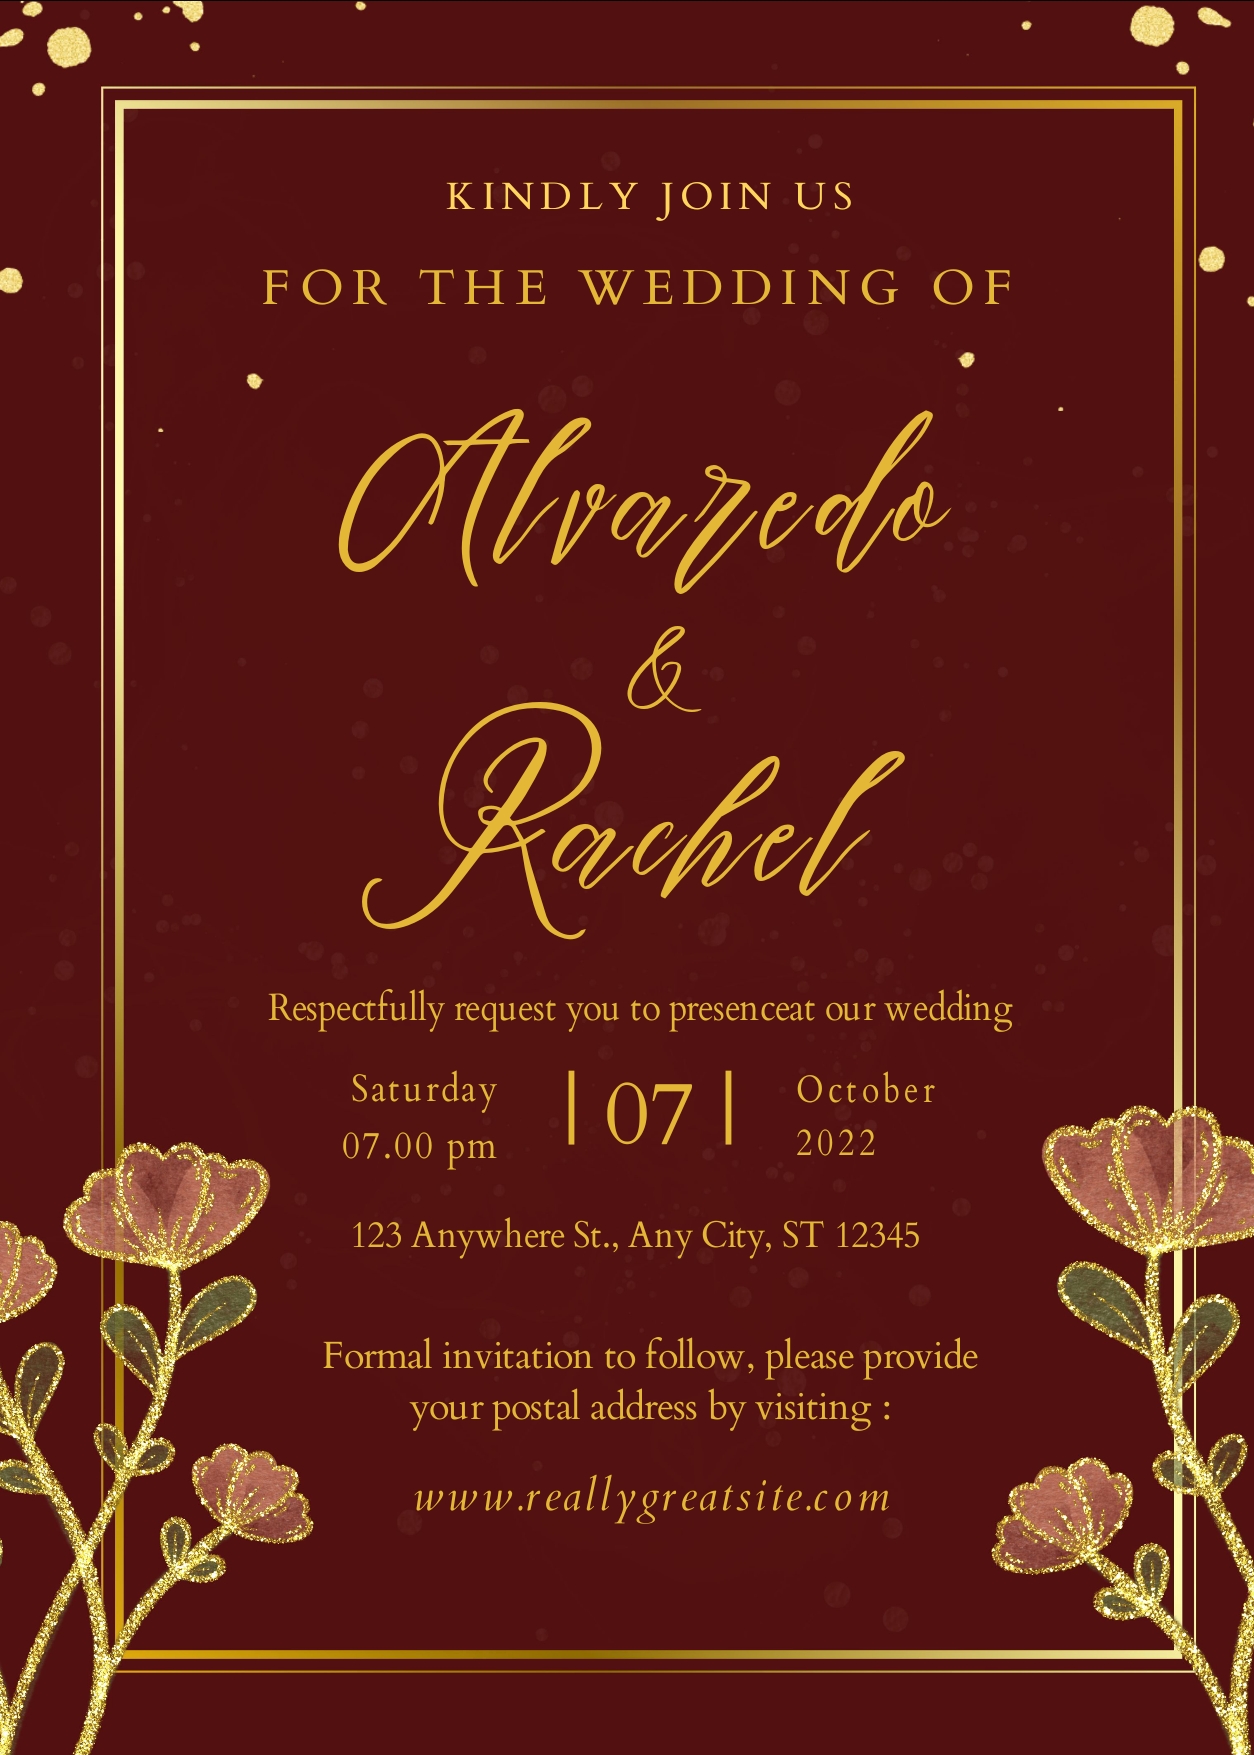 KINDLY JOIN US
FOR THE WEDDING OF
Alvaredo
&
Rachel
Respectfully request you to presenceat our wedding
Saturday
07.00 pm
| 07 |
October
2022
123 Anywhere St., Any City, ST 12345
Formal invitation to follow, please provide
your postal address by visiting :
www.reallygreatsite.com